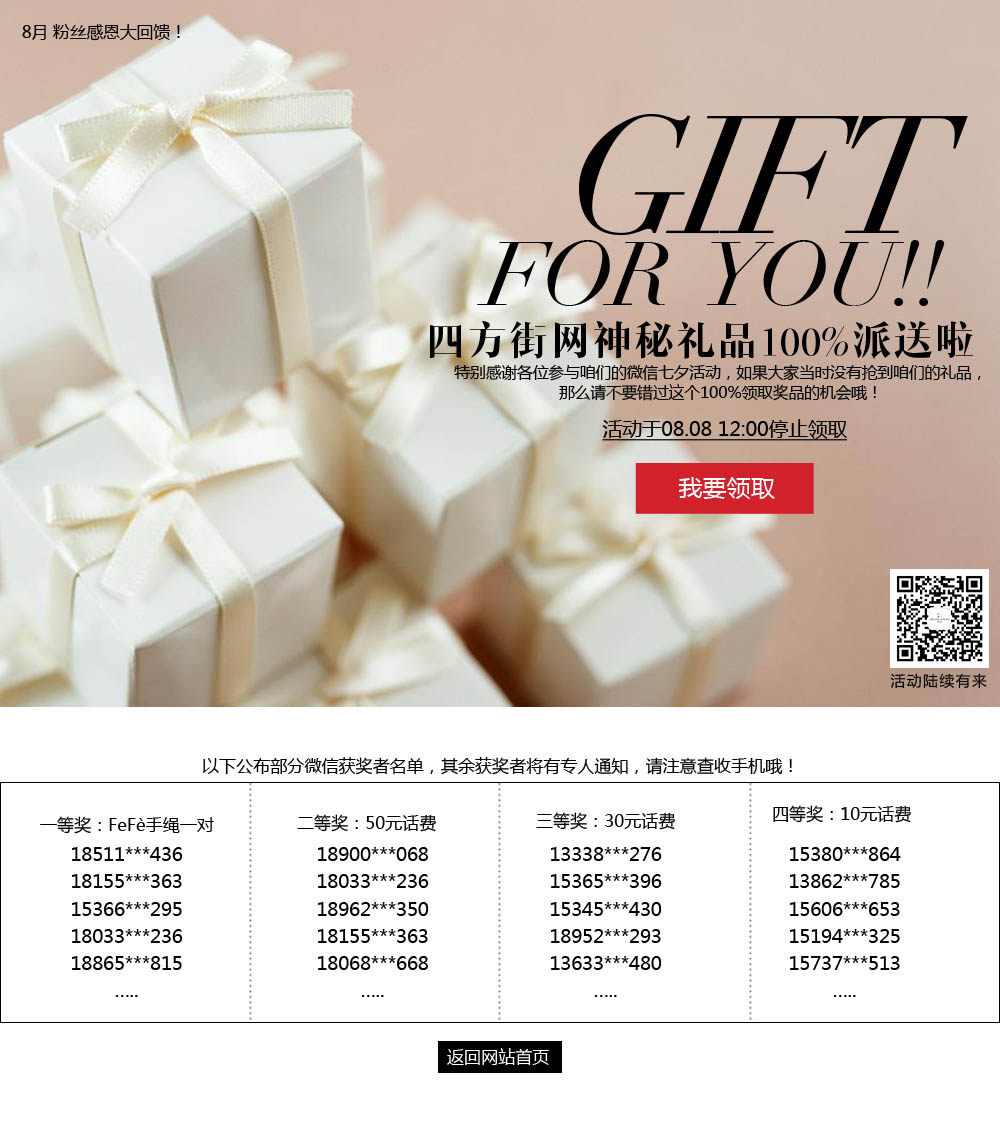 8月 粉丝感恩大回馈！
GIFT
FOR YOU!!
四方街网神秘礼品100%派送啦
特别感谢各位参与咱们的微信七夕活动，如果大家当时没有抢到咱们的礼品，
那么请不要错过这个100%领取奖品的机会哦！
活动于08.08 12:00停止领取
我要领取
活动陆续有来
以下公布部分微信获奖者名单，其余获奖者将有专人通知，请注意查收手机哦！
一等奖：FeFè手绳一对
18511***436
18155***363
15366***295
18033***236
18865***815
.....
二等奖：50元话费
18900***068
18033***236
18962***350
18155***363
18068***668
.....
三等奖：30元话费
13338***276
15365***396
15345***430
18952***293
13633***480
.....
四等奖：10元话费
15380***864
13862***785
15606***653
15194***325
15737***513
.....
返回网站首页